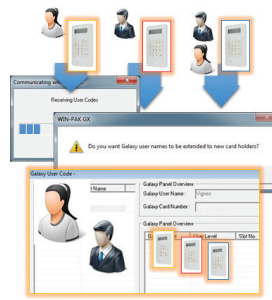 Communicating w
Receiving User Codes
WIN-PAK GX
Do you want Galaxy user names to be extended to new card holders?
Galaxy User Code -
t Name
Galaxy Panel Overview
Galaxy User Name :
Vignes
Galaxy Card Number :
Galaxy Panel Overview
User Level
Slot No.